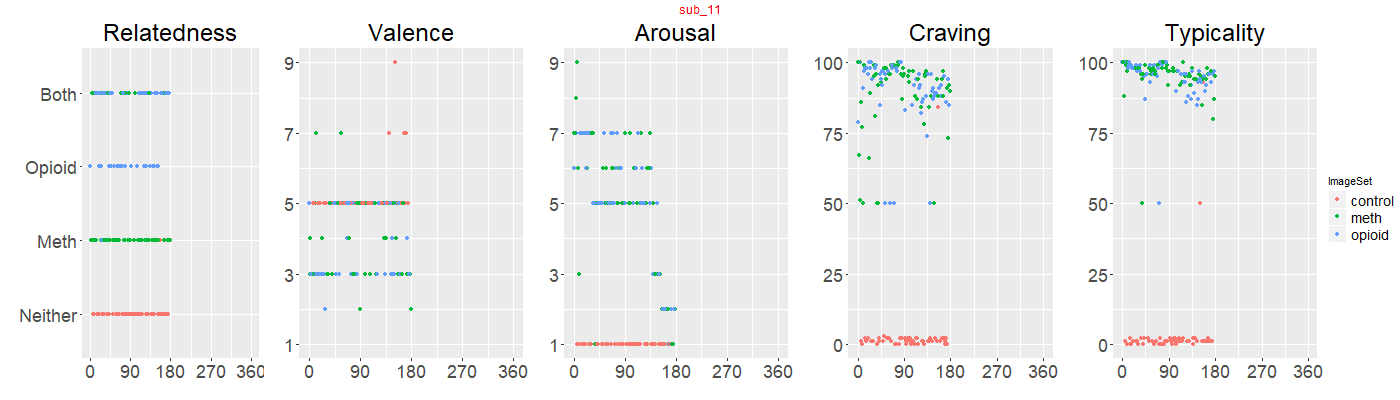 sub_11
Relatedness
Valence
Arousal
Craving
Typicality
Both
Opioid
Meth
Neither
0 90 180 270 360
9
7
5
3
1
0 90 180 270 360
9
7
5
3
1
0 90 180 270 360
100
75
50
25
0
0 90 180 270 360
100
75
50
25
0
0 90 180 270 360
ImageSet
control
meth
opioid